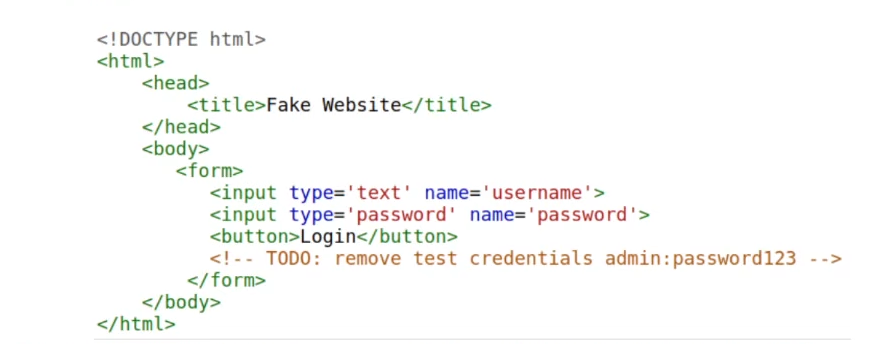 <!DOCTYPE html>
<html>
<head>
<title>Fake Website</title>
</head>
<body>
<form>
<input type='text' name='username'>
<input type='password' name='password'>
<button>Login</button>
<!-- TODO: remove test credentials admin:password123 -->
</form>
</body>
</html>